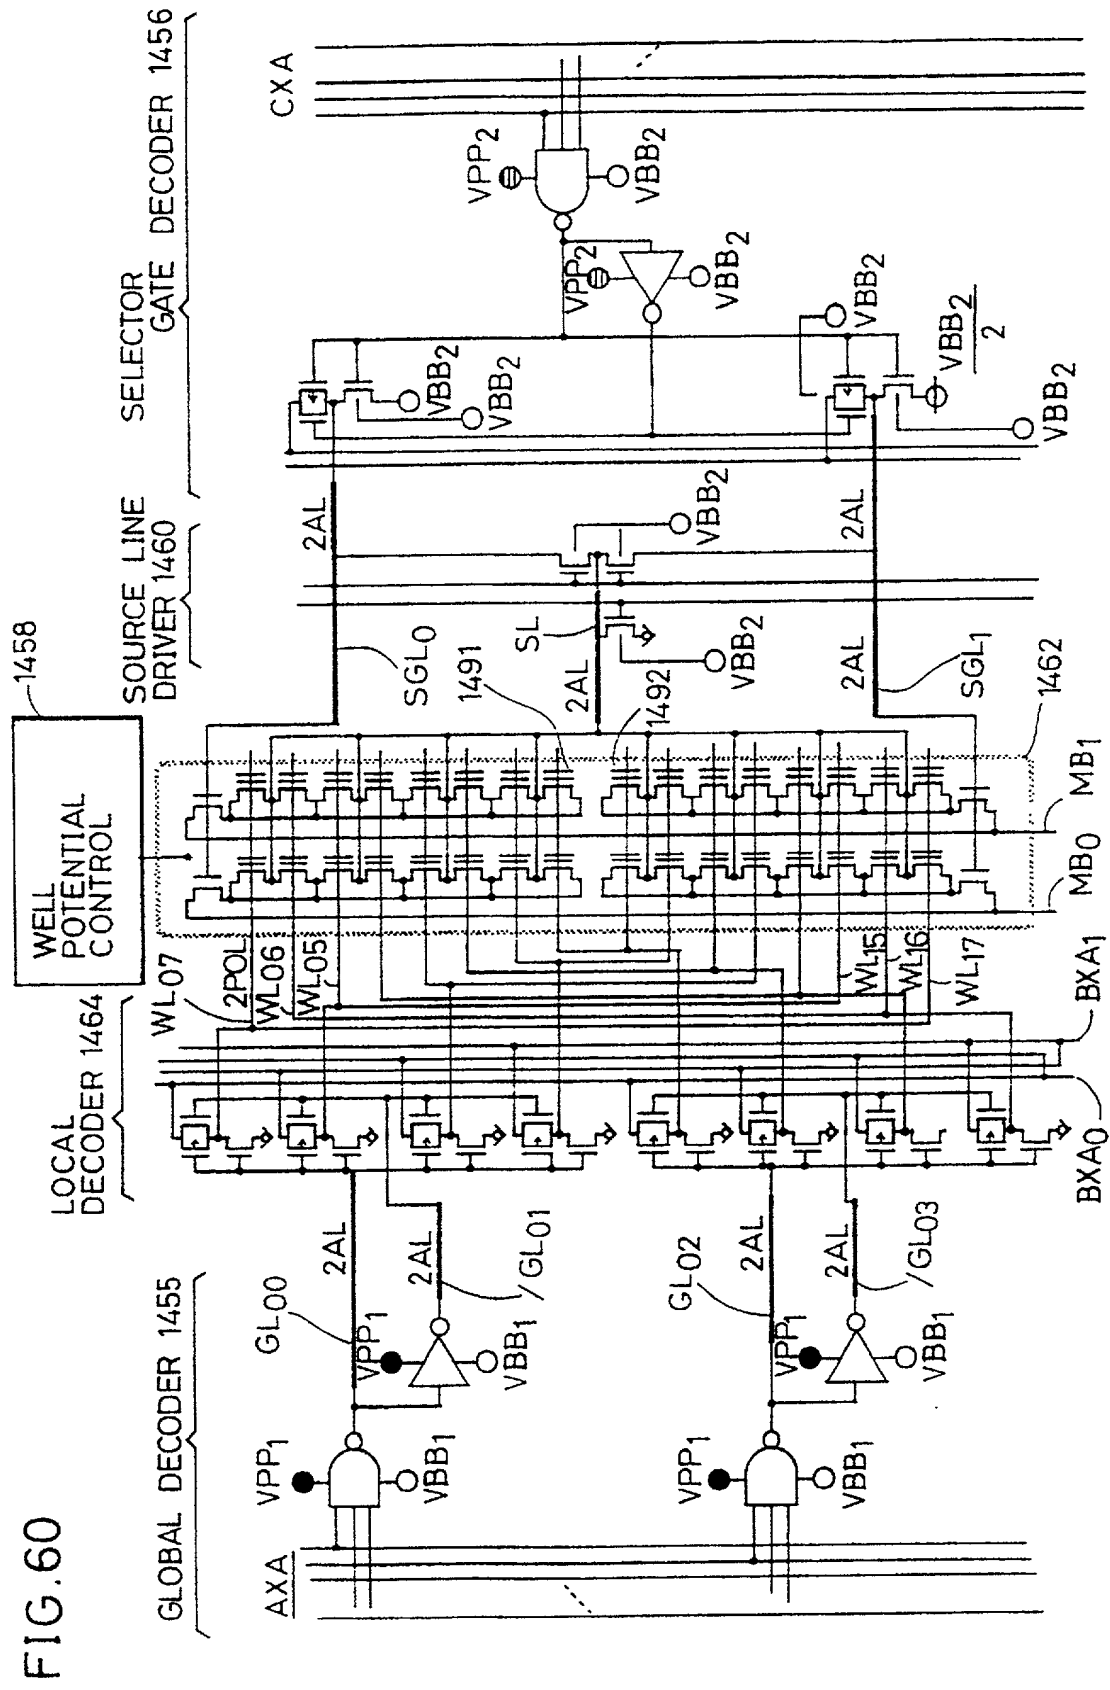 FIG.60
GLOBAL DECODER 1455
LOCAL
DECODER 1464
WELL
POTENTIAL
CONTROL
1458
SOURCE LINE
DRIVER 1460
SELECTOR
GATE DECODER 1456
AXA
VPP1
VBB1
GL00
VPP1
VBB1
2AL
2AL
/GL01
VPP1
VBB1
GL02
VPP1
VBB1
2AL
2AL
/GL03
BXA0
BXA1
WL07
2POL
WL06
WL05
WL15
WL16
WL17
MB0
MB1
1462
1491
1492
SGL0
SL
2AL
VBB2
SGL1
2AL
2AL
VBB2
2AL
VBB2
VBB2
VBB2
VBB2
2
VBB2
VPP2
VBB2
VPP2
VBB2
CXA